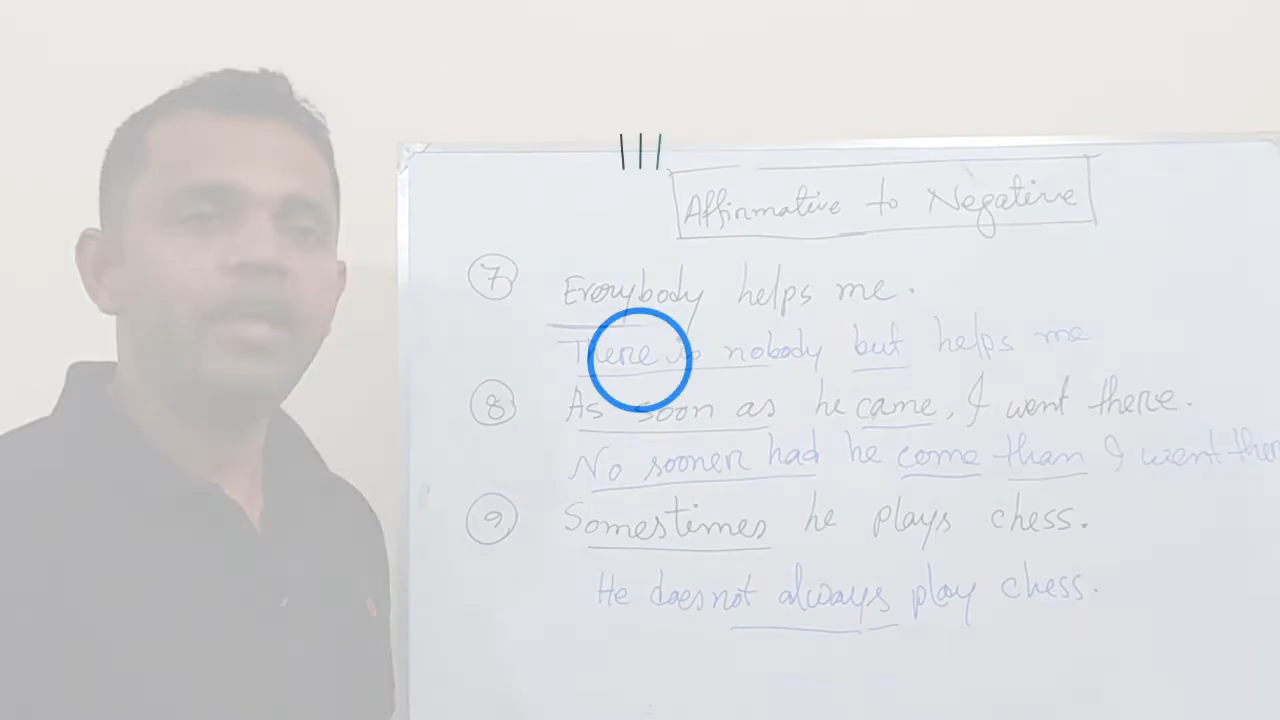 Affirmative to Negative
7 Everybody helps me.
There is nobody but helps me
8 As soon as he came, I went there.
No sooner had he come than I went ther
9 Somestimes he plays chess.
He does not always play chess.